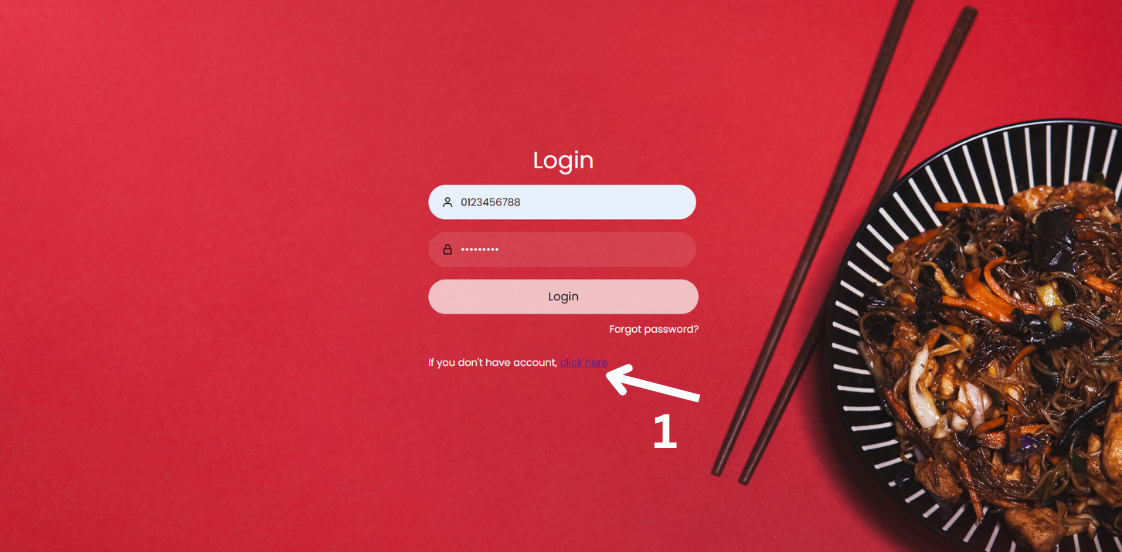 Login
0123456788
•••••••••
Login
Forgot password?
If you don't have account, click here
1